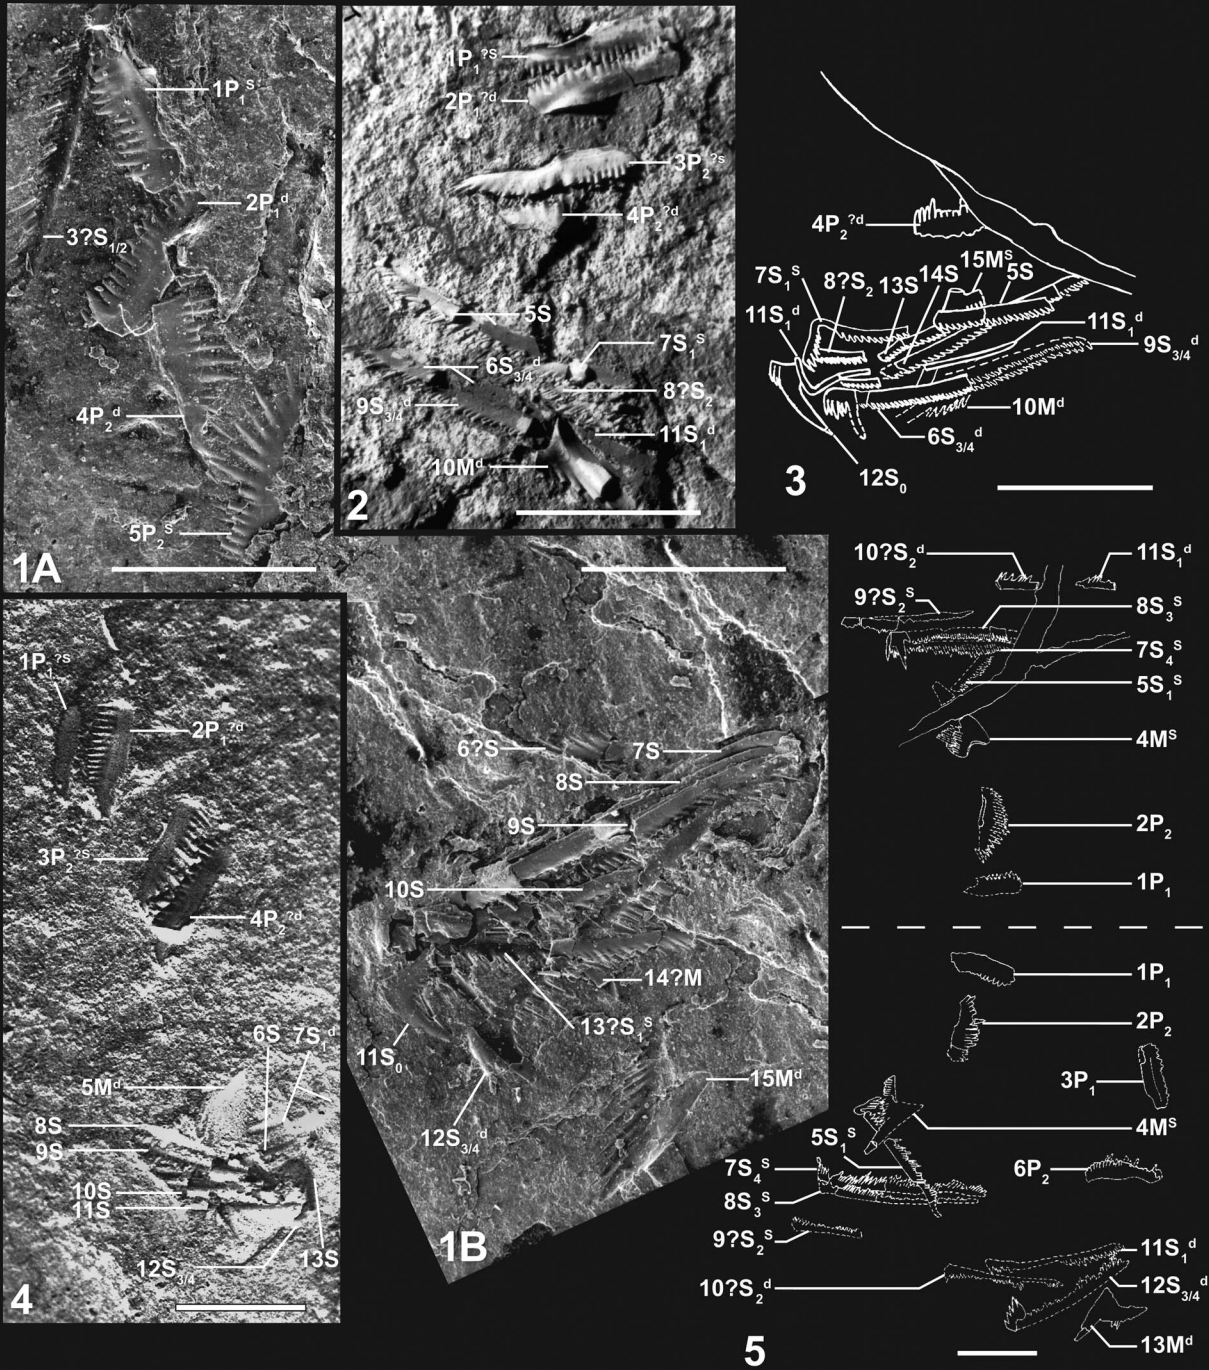 1P₁ˢ
2P₁ᵈ
3?S₁/₂
4P₂ᵈ
5P₂ˢ
1A
1P₁?ˢ
2P₁?ᵈ
3P₂?ˢ
4P₂?ᵈ
5S
7S₁ˢ
6S₃/₄ᵈ
8?S₂
9S₃/₄ᵈ
11S₁ᵈ
10Mᵈ
2
4P₂?ᵈ
15Mˢ
7S₁ˢ 8?S₂ 13S 14S 5S
11S₁ᵈ
11S₁ᵈ
9S₃/₄ᵈ
10Mᵈ
6S₃/₄ᵈ
12S₀
3
1P₁?ˢ
2P₁?ᵈ
3P₂?ˢ
4P₂?ᵈ
6S 7S₁ᵈ
5Mᵈ
8S
9S
10S
11S
12S₃/₄
13S
4
6?S
7S
8S
9S
10S
14?M
13?S₁ˢ
11S₀
15Mᵈ
12S₃/₄ᵈ
1B
10?S₂ᵈ
11S₁ᵈ
9?S₂ˢ
8S₃ˢ
7S₄ˢ
5S₁ˢ
4Mˢ
2P₂
1P₁
1P₁
2P₂
3P₁
4Mˢ
5S₁ˢ
7S₄ˢ
6P₂
8S₃ˢ
9?S₂ˢ
11S₁ᵈ
10?S₂ᵈ
12S₃/₄ᵈ
13Mᵈ
5